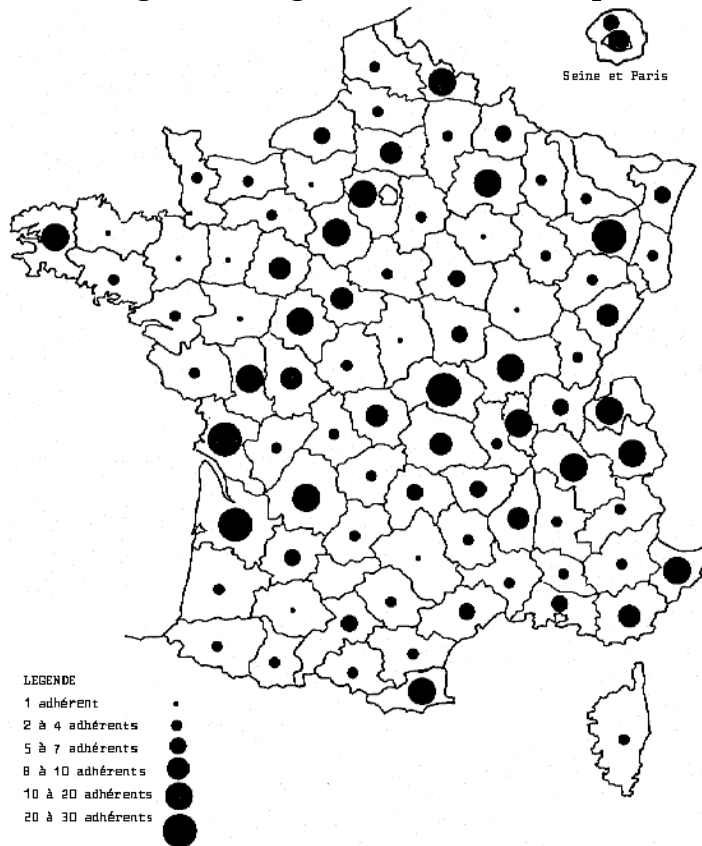 Seine et Paris
LEGENDE
1 adhérent
2 à 4 adhérents
5 à 7 adhérents
8 à 10 adhérents
10 à 20 adhérents
20 à 30 adhérents